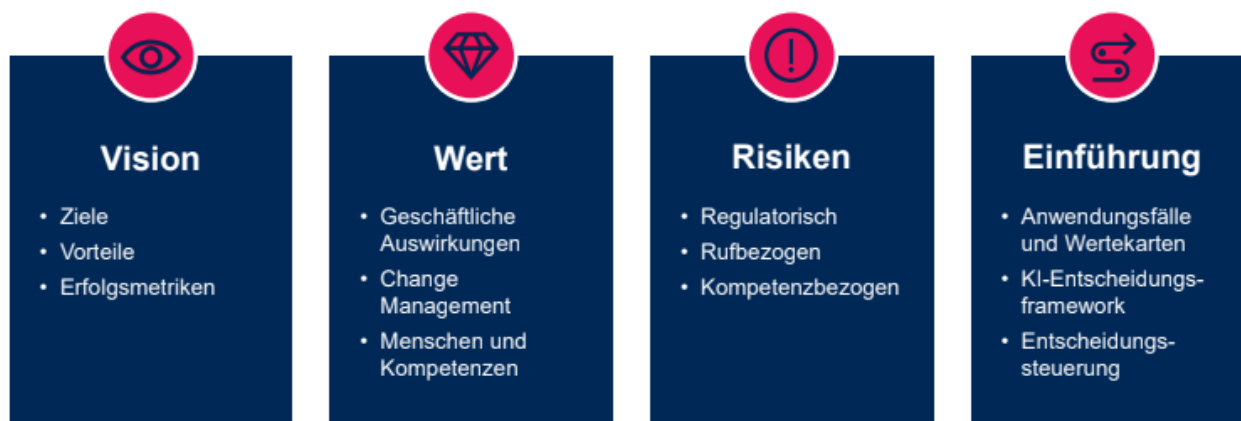 Vision
• Ziele
• Vorteile
• Erfolgsmetriken
Wert
• Geschäftliche
Auswirkungen
• Change
Management
• Menschen und
Kompetenzen
Risiken
• Regulatorisch
• Rufbezogen
• Kompetenzbezogen
Einführung
• Anwendungsfälle
und Wertekarten
• KI-Entscheidungs-
framework
• Entscheidungs-
steuerung